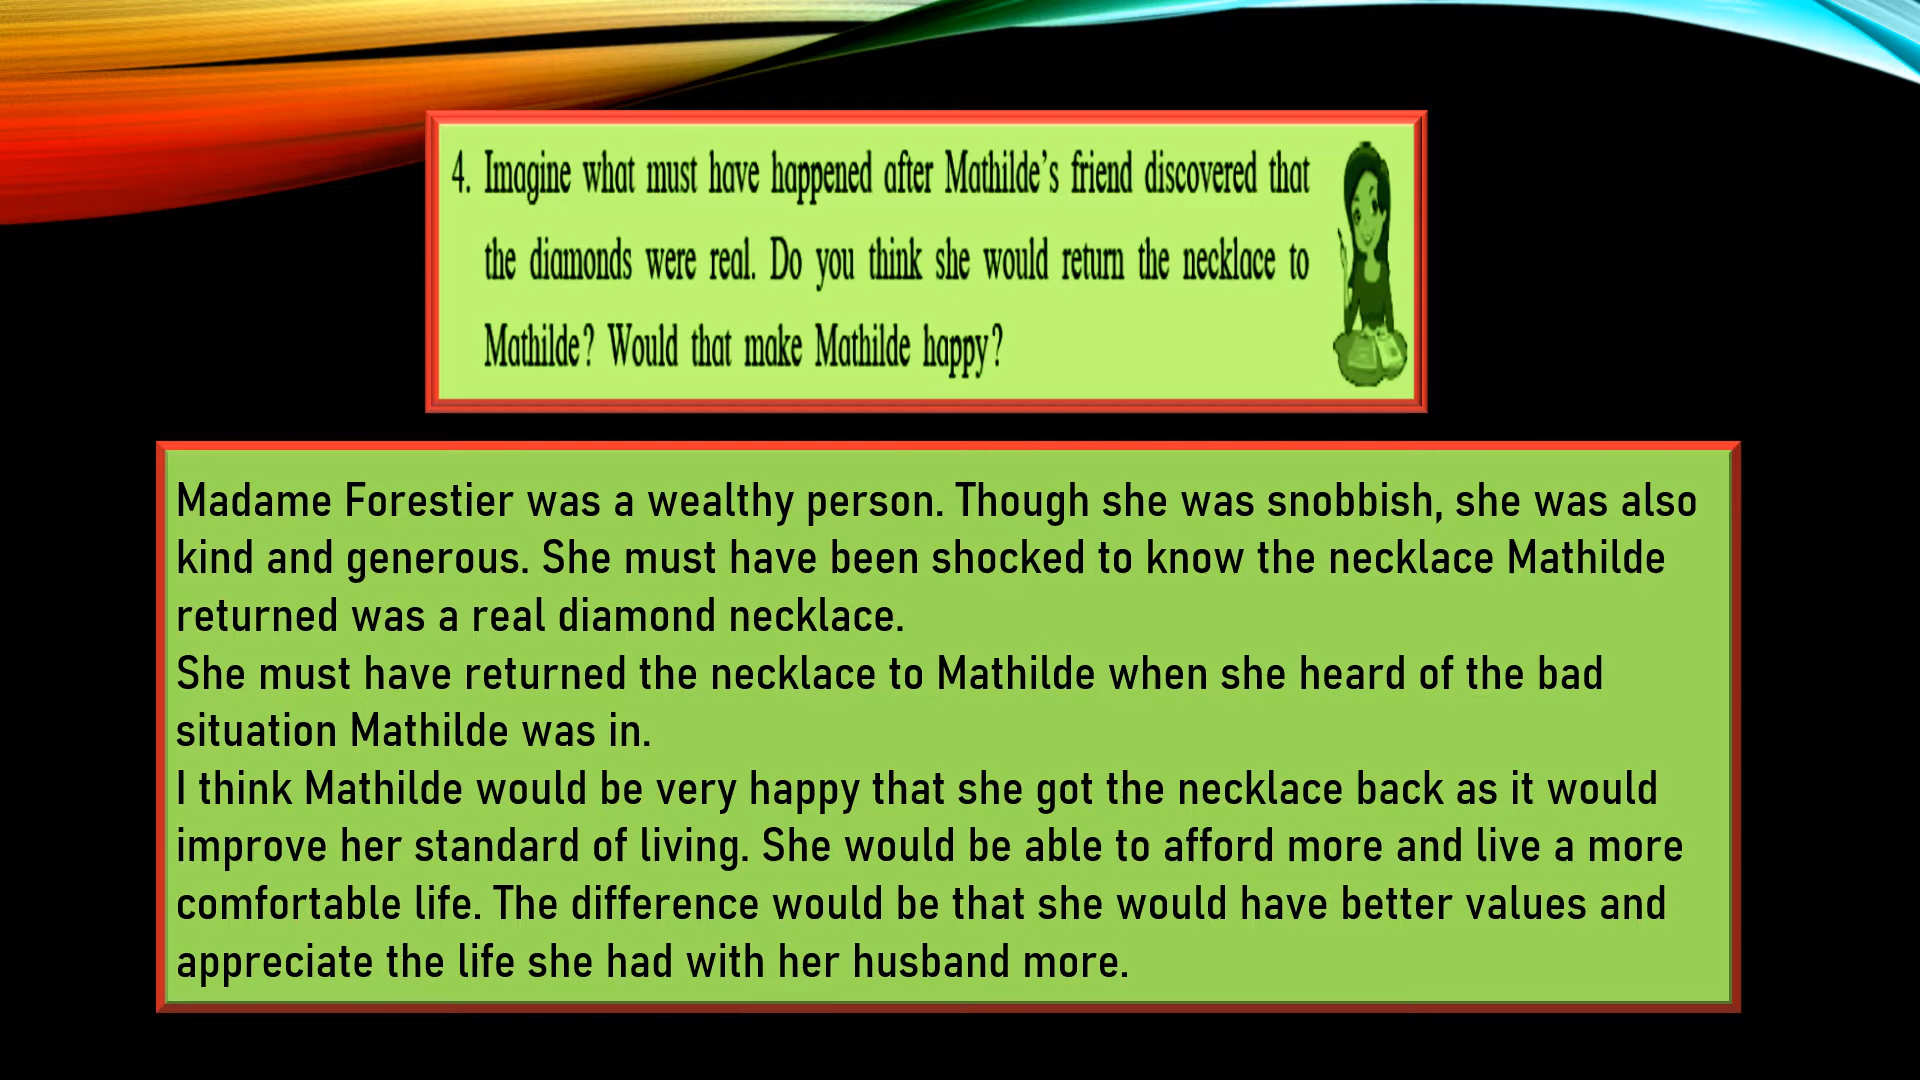 4. Imagine what must have happened after Mathilde's friend discovered that
the diamonds were real. Do you think she would return the necklace to
Mathilde? Would that make Mathilde happy?
Madame Forestier was a wealthy person. Though she was snobbish, she was also
kind and generous. She must have been shocked to know the necklace Mathilde
returned was a real diamond necklace.
She must have returned the necklace to Mathilde when she heard of the bad
situation Mathilde was in.
I think Mathilde would be very happy that she got the necklace back as it would
improve her standard of living. She would be able to afford more and live a more
comfortable life. The difference would be that she would have better values and
appreciate the life she had with her husband more.